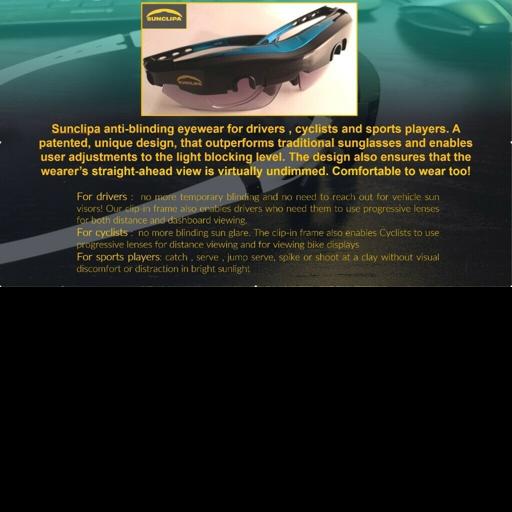 SUNCLIPA
SUNCLIPA
Sunclipa anti-blinding eyewear for drivers , cyclists and sports players. A
patented, unique design, that outperforms traditional sunglasses and enables
user adjustments to the light blocking level. The design also ensures that the
wearer's straight-ahead view is virtually undimmed. Comfortable to wear too!
For drivers : no more temporary blinding and no need to reach out for vehicle sun
visors! Our clip-in frame also enables drivers who need them to use progressive lenses
for both distance and dashboard viewing.
For cyclists : no more blinding sun glare. The clip-in frame also enables Cyclists to use
progressive lenses for distance viewing and for viewing bike displays
For sports players: catch , serve , jump serve, spike or shoot at a clay without visual
discomfort or distraction in bright sunlight